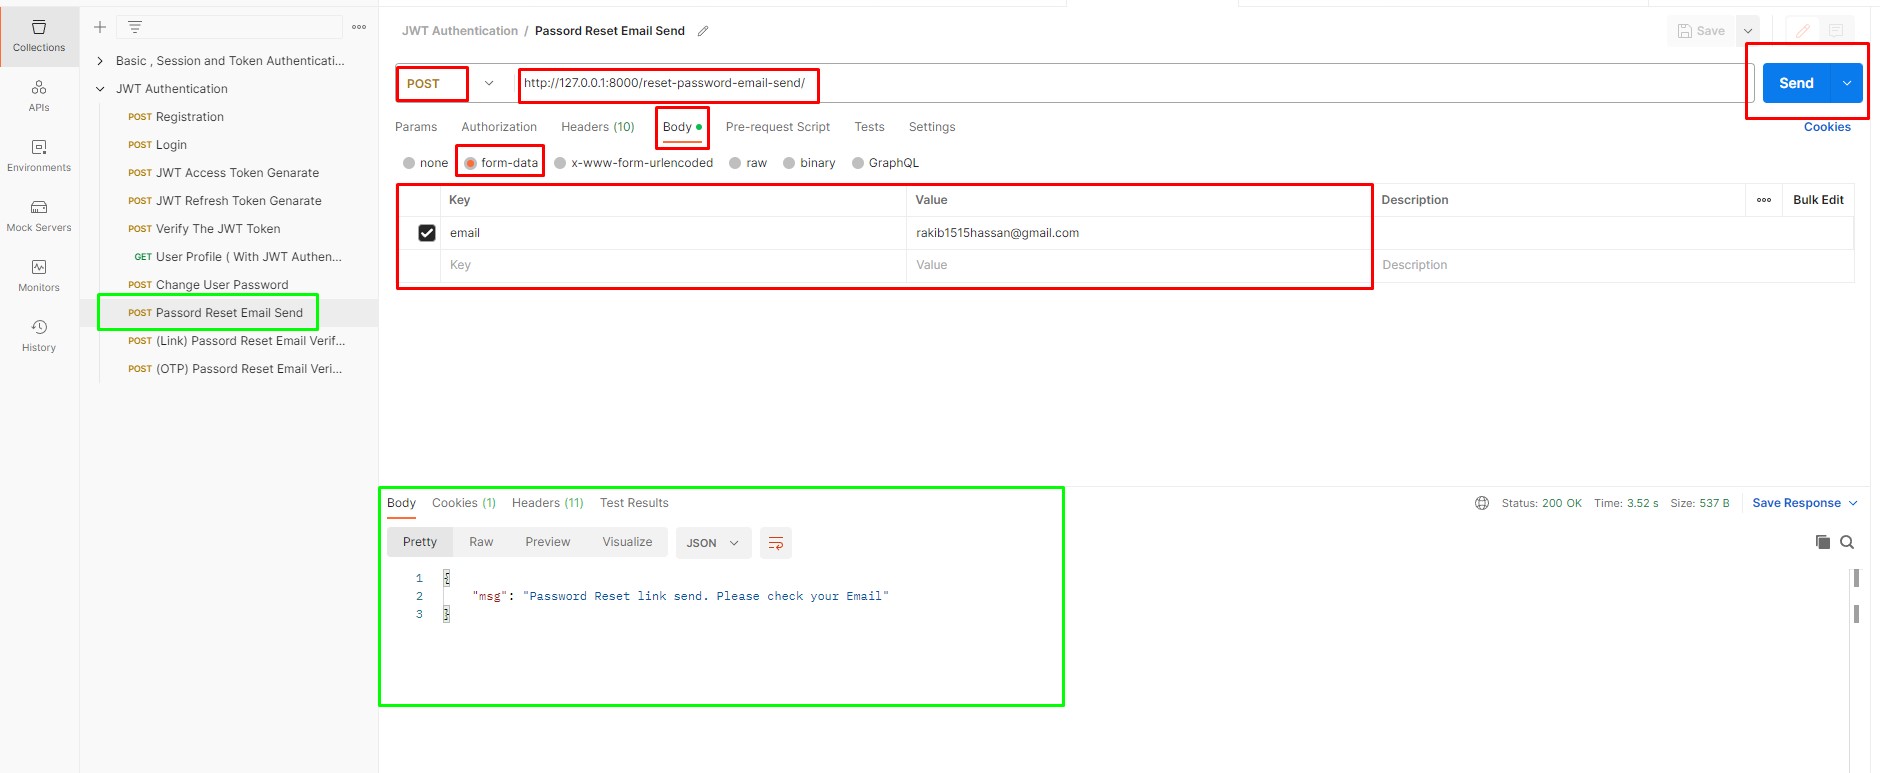 Collections
APIs
Environments
Mock Servers
Monitors
History
Basic , Session and Token Authenticati...
JWT Authentication
POST Registration
POST Login
POST JWT Access Token Genarate
POST JWT Refresh Token Genarate
POST Verify The JWT Token
GET User Profile ( With JWT Authen...
POST Change User Password
POST Passord Reset Email Send
POST (Link) Passord Reset Email Verif...
POST (OTP) Passord Reset Email Veri...
JWT Authentication / Passord Reset Email Send
Save
POST http://127.0.0.1:8000/reset-password-email-send/ Send
Params Authorization Headers (10) Body Pre-request Script Tests Settings Cookies
none form-data x-www-form-urlencoded raw binary GraphQL
Key Value Description Bulk Edit
email rakib1515hassan@gmail.com
Key Value Description
Body Cookies (1) Headers (11) Test Results Status: 200 OK Time: 3.52 s Size: 537 B Save Response
Pretty Raw Preview Visualize JSON
1 {
2 "msg": "Password Reset link send. Please check your Email"
3 }